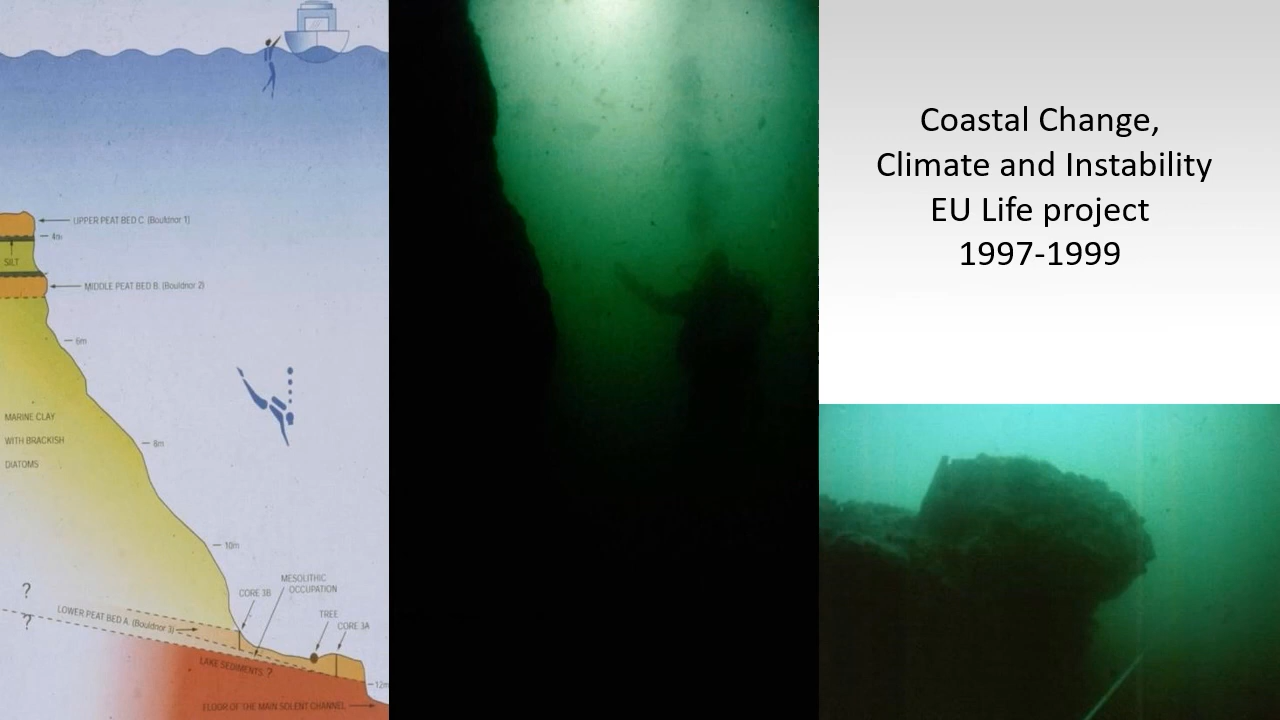 UPPER PEAT BED C. (Bouldnor 1)
4m
SILT
MIDDLE PEAT BED B. (Bouldnor 2)
6m
MARINE CLAY
WITH BRACKISH
DIATOMS
8m
10m
?
?
LOWER PEAT BED A. (Bouldnor 3)
CORE 3B
MESOLITHIC
OCCUPATION
TREE
CORE 3A
LAKE SEDIMENTS ?
12m
FLOOR OF THE MAIN SOLENT CHANNEL
Coastal Change,
Climate and Instability
EU Life project
1997-1999